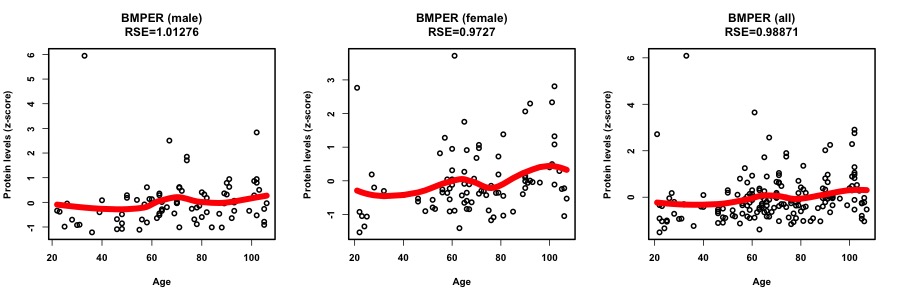 BMPER (male)
RSE=1.01276
Protein levels (z-score)
6
5
4
3
2
1
0
-1
20 40 60 80 100
Age
BMPER (female)
RSE=0.9727
Protein levels (z-score)
3
2
1
0
-1
20 40 60 80 100
Age
BMPER (all)
RSE=0.98871
Protein levels (z-score)
6
4
2
0
20 40 60 80 100
Age